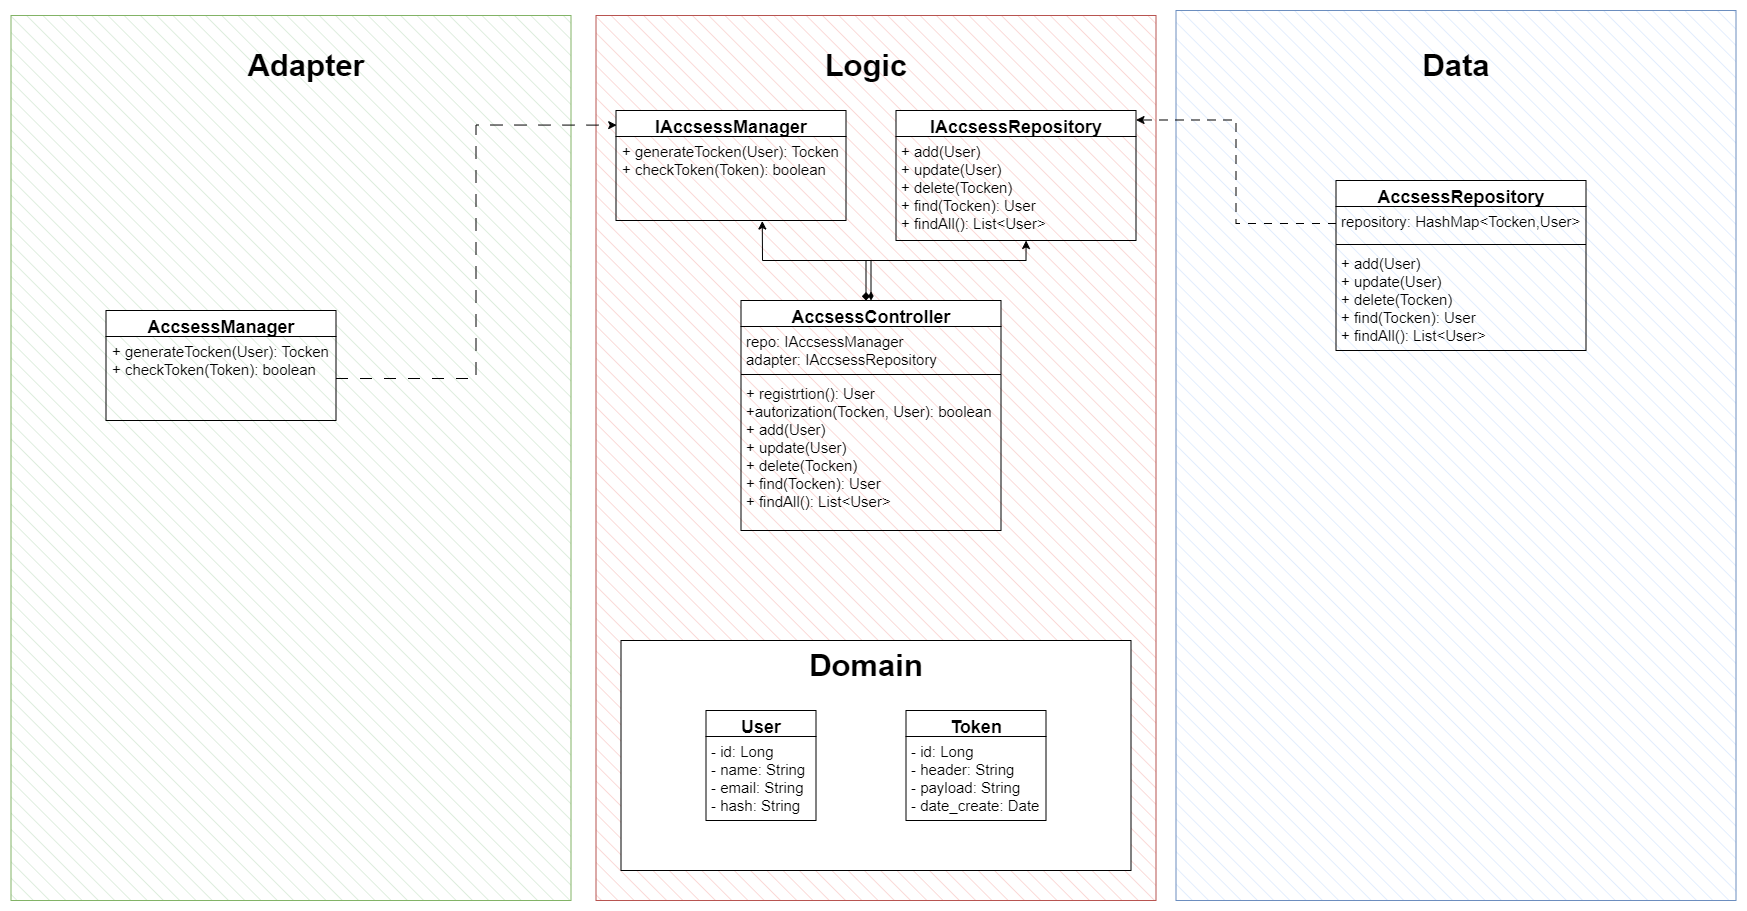 Adapter
AccsessManager
+ generateTocken(User): Tocken
+ checkToken(Token): boolean
Logic
IAccsessManager
+ generateTocken(User): Tocken
+ checkToken(Token): boolean
IAccsessRepository
+ add(User)
+ update(User)
+ delete(Tocken)
+ find(Tocken): User
+ findAll(): List<User>
AccsessController
repo: IAccsessManager
adapter: IAccsessRepository
+ registrtion(): User
+autorization(Tocken, User): boolean
+ add(User)
+ update(User)
+ delete(Tocken)
+ find(Tocken): User
+ findAll(): List<User>
Domain
User
- id: Long
- name: String
- email: String
- hash: String
Token
- id: Long
- header: String
- payload: String
- date_create: Date
Data
AccsessRepository
repository: HashMap<Tocken,User>
+ add(User)
+ update(User)
+ delete(Tocken)
+ find(Tocken): User
+ findAll(): List<User>